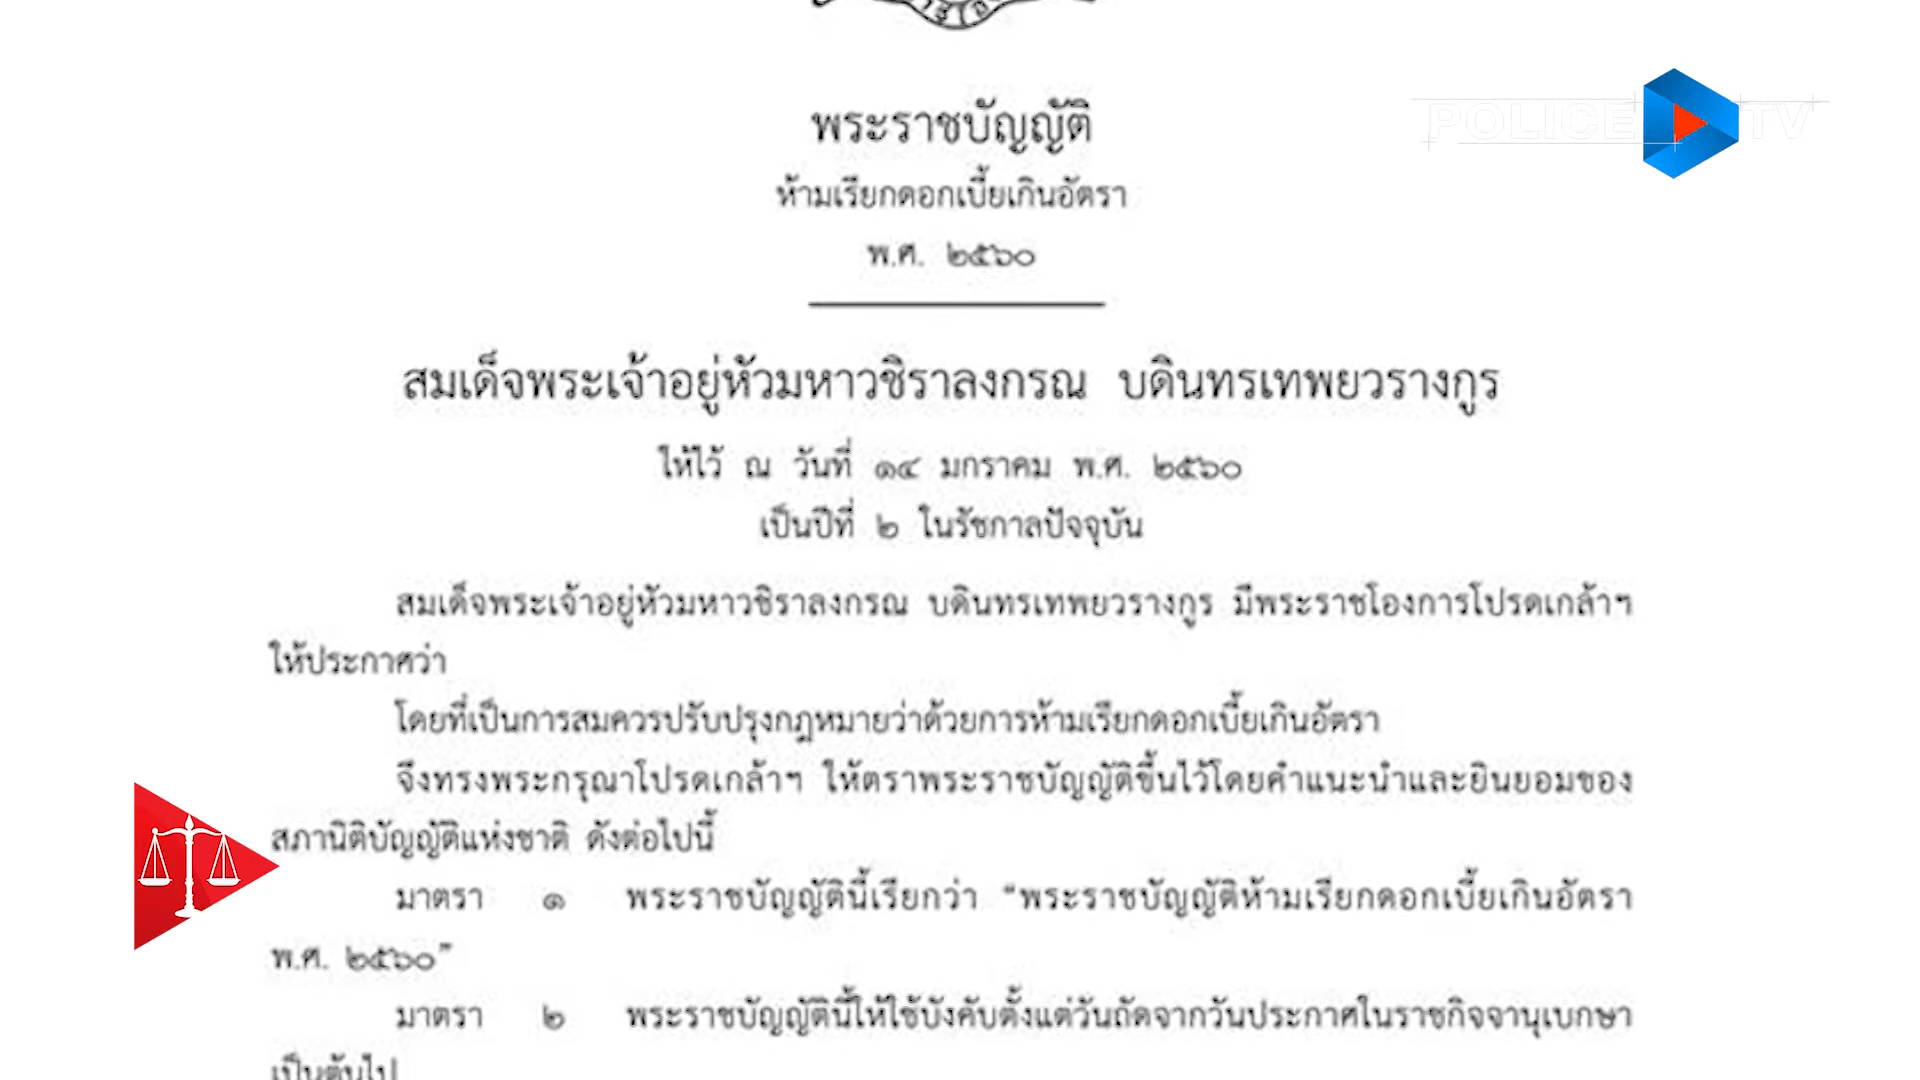 POLICE TV
พระราชบัญญัติ
ห้ามเรียกดอกเบี้ยเกินอัตรา
พ.ศ. ๒๕๖๐
สมเด็จพระเจ้าอยู่หัวมหาวชิราลงกรณ บดินทรเทพยวรางกูร
ให้ไว้ ณ วันที่ ๑๔ มกราคม พ.ศ. ๒๕๖๐
เป็นปีที่ ๒ ในรัชกาลปัจจุบัน
สมเด็จพระเจ้าอยู่หัวมหาวชิราลงกรณ บดินทรเทพยวรางกูร มีพระราชโองการโปรดเกล้าฯ
ให้ประกาศว่า
โดยที่เป็นการสมควรปรับปรุงกฎหมายว่าด้วยการห้ามเรียกดอกเบี้ยเกินอัตรา
จึงทรงพระกรุณาโปรดเกล้าฯ ให้ตราพระราชบัญญัติขึ้นไว้โดยคำแนะนำและยินยอมของ
สภานิติบัญญัติแห่งชาติ ดังต่อไปนี้
มาตรา ๑ พระราชบัญญัตินี้เรียกว่า “พระราชบัญญัติห้ามเรียกดอกเบี้ยเกินอัตรา
พ.ศ. ๒๕๖๐”
มาตรา ๒ พระราชบัญญัตินี้ให้ใช้บังคับตั้งแต่วันถัดจากวันประกาศในราชกิจจานุเบกษา
เป็นต้นไป